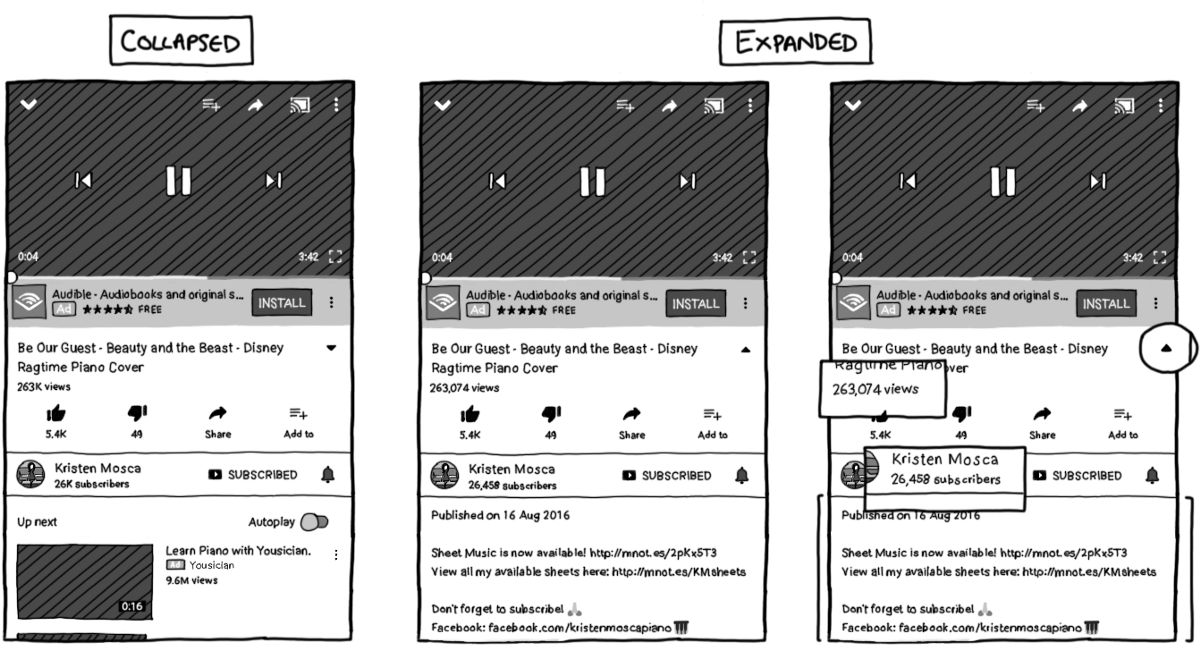 COLLAPSED
EXPANDED
0:04
3:42
Audible - Audiobooks and original s...
Ad FREE
INSTALL
Be Our Guest - Beauty and the Beast - Disney
Ragtime Piano Cover
263K views
5.4K
49
Share
Add to
Kristen Mosca
26K subscribers
SUBSCRIBED
Up next
Autoplay
Learn Piano with Yousician.
Ad Yousician
9.6M views
0:16
0:04
3:42
Audible - Audiobooks and original s...
Ad FREE
INSTALL
Be Our Guest - Beauty and the Beast - Disney
Ragtime Piano Cover
263,074 views
5.4K
49
Share
Add to
Kristen Mosca
26,458 subscribers
SUBSCRIBED
Published on 16 Aug 2016
Sheet Music is now available! http://mnot.es/2pKx5T3
View all my available sheets here: http://mnot.es/KMsheets
Don't forget to subscribe!
Facebook: facebook.com/kristenmoscapiano
0:04
3:42
Audible - Audiobooks and original s...
Ad FREE
INSTALL
Be Our Guest - Beauty and the Beast - Disney
Ragtime Piano Cover
263,074 views
5.4K
49
Share
Add to
Kristen Mosca
26,458 subscribers
SUBSCRIBED
Published on 16 Aug 2016
Sheet Music is now available! http://mnot.es/2pKx5T3
View all my available sheets here: http://mnot.es/KMsheets
Don't forget to subscribe!
Facebook: facebook.com/kristenmoscapiano